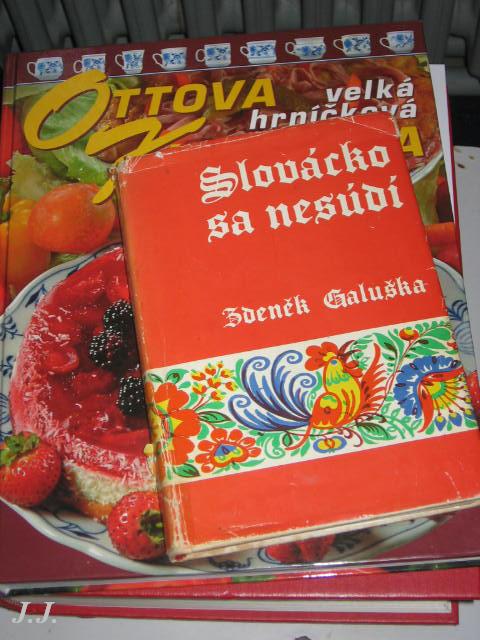 OTTOVA velká
hrníčková
Slovácko
sa nesúdí
Zdeněk Galuška
J.J.